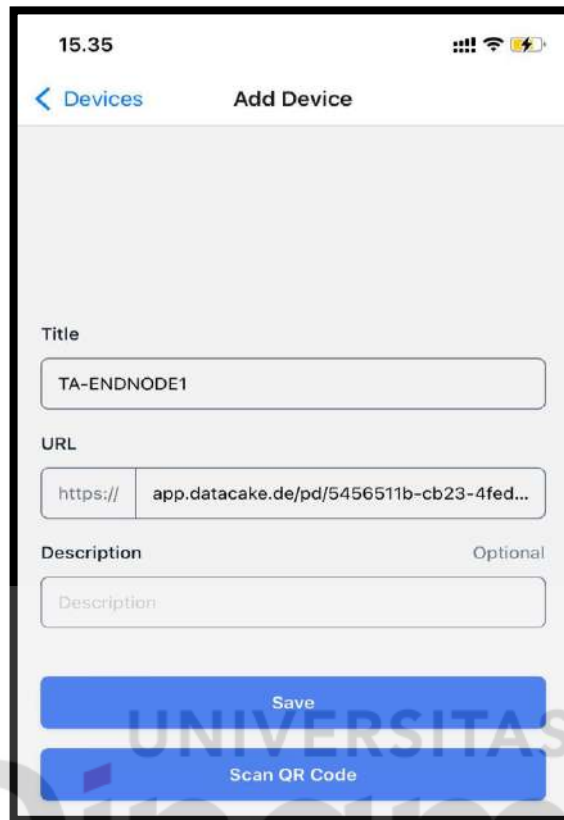 15.35
Devices Add Device
Title
TA-ENDNODE1
URL
https:// app.datacake.de/pd/5456511b-cb23-4fed...
Description Optional
Description
Save
UNIVERSITAS
Scan QR Code